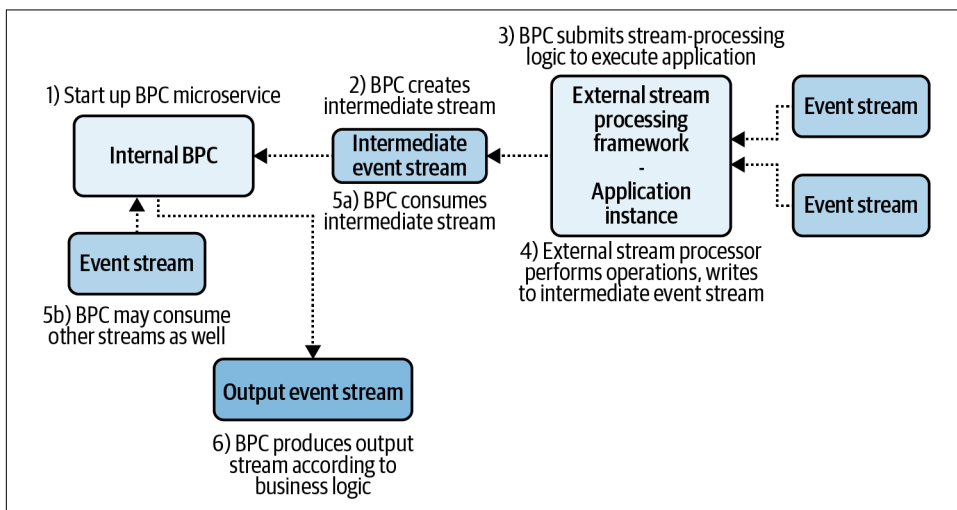 3) BPC submits stream-processing
logic to execute application
2) BPC creates
intermediate stream
1) Start up BPC microservice
External stream
processing
framework
-
Application
instance
Event stream
Event stream
Internal BPC
Intermediate
event stream
5a) BPC consumes
intermediate stream
4) External stream processor
performs operations, writes
to intermediate event stream
Event stream
5b) BPC may consume
other streams as well
Output event stream
6) BPC produces output
stream according to
business logic